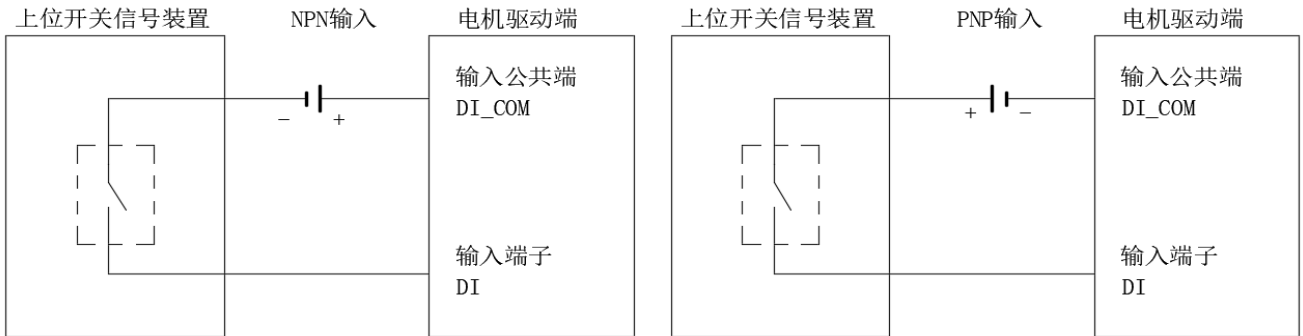 上位开关信号装置 NPN输入 电机驱动端
输入公共端
DI_COM
- +
输入端子
DI
上位开关信号装置 PNP输入 电机驱动端
输入公共端
DI_COM
+ -
输入端子
DI